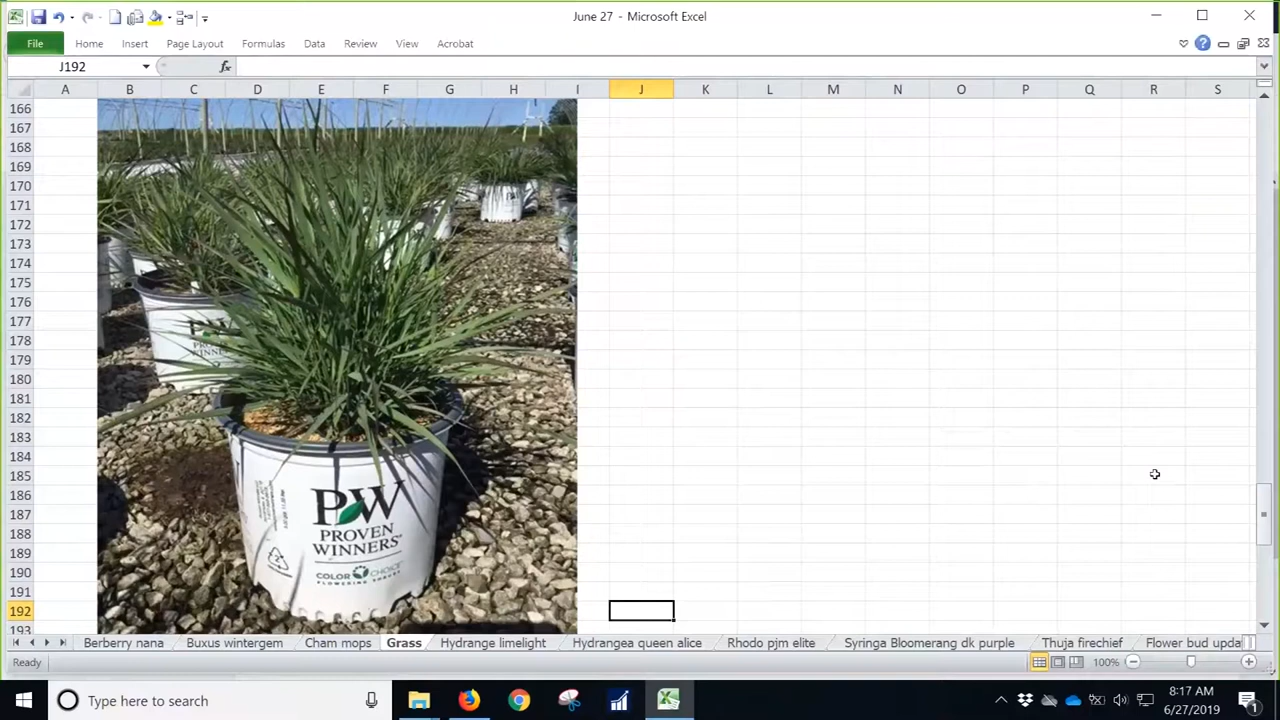 June 27 - Microsoft Excel
File Home Insert Page Layout Formulas Data Review View Acrobat
J192 fx
A B C D E F G H I J K L M N O P Q R S
166
167
168
169
170
171
172
173
174
175
176
177
178
179
180
181
182
183
184
185
186
187
188
189
190
191
192
193
PW
PROVEN
WINNERS®
COLOR CHOICE
FLOWERING SHRUBS
Berberry nana Buxus wintergem Cham mops Grass Hydrange limelight Hydrangea queen alice Rhodo pjm elite Syringa Bloomerang dk purple Thuja firechief Flower bud upda
Ready 100%
Type here to search
8:17 AM
6/27/2019
1